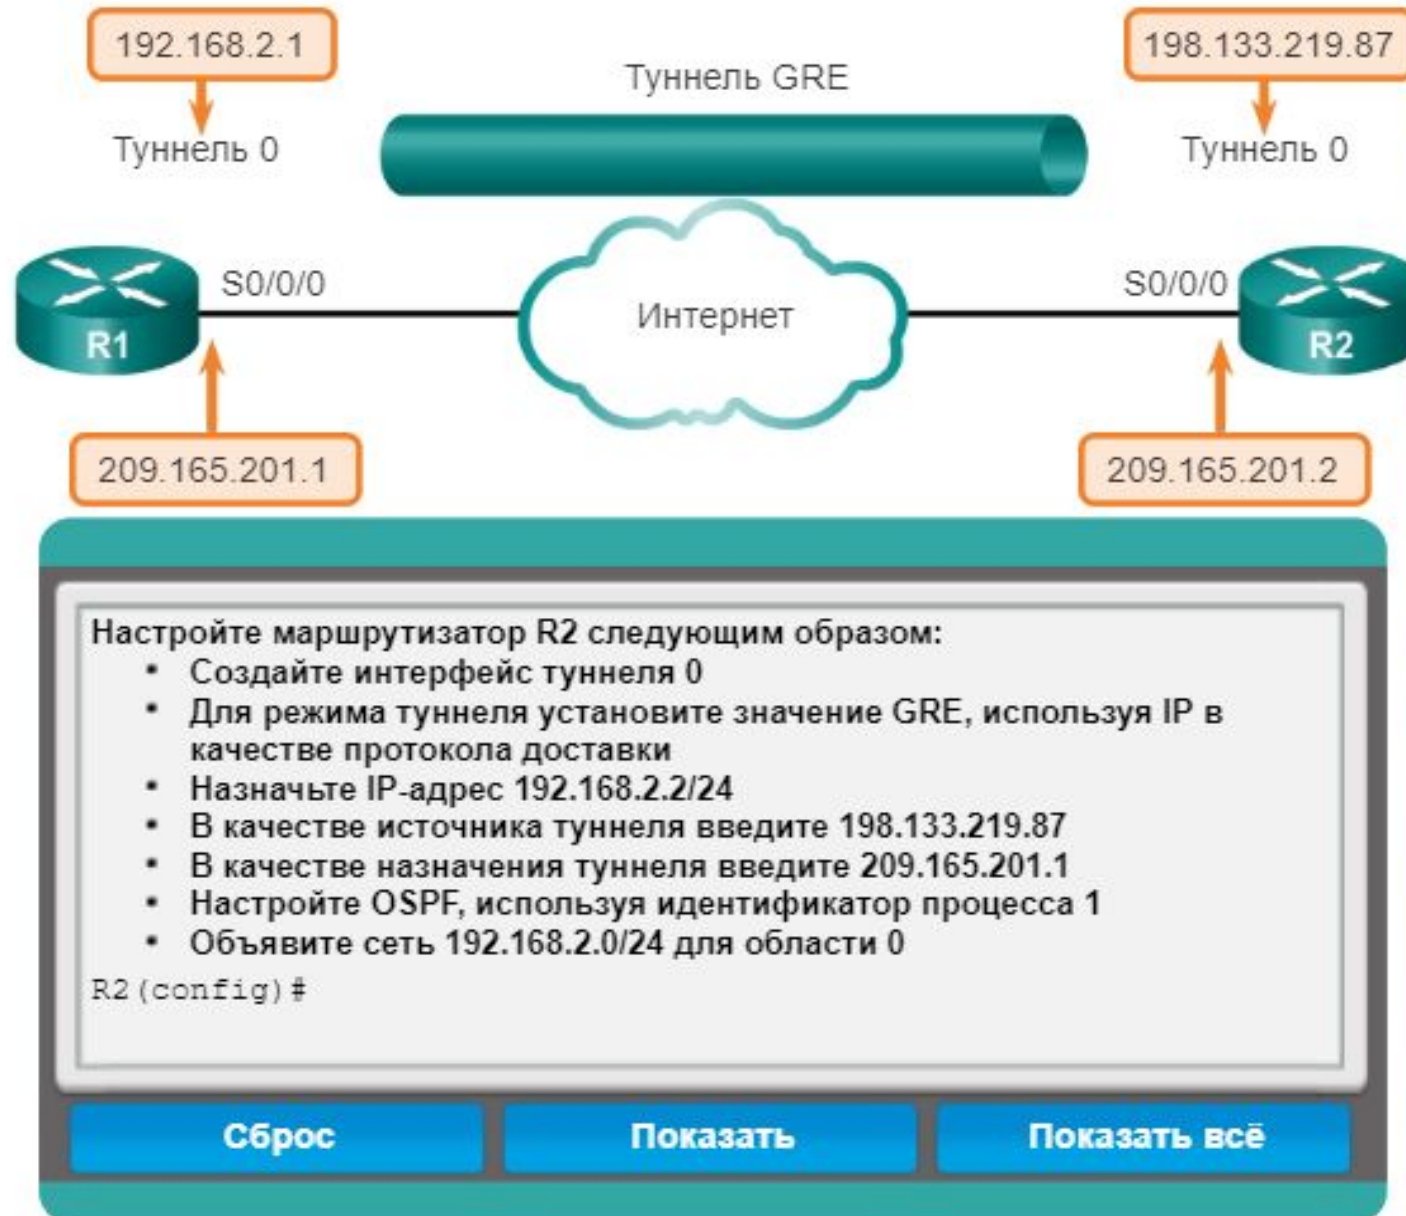 192.168.2.1
198.133.219.87
Туннель GRE
Туннель 0
Туннель 0
S0/0/0
S0/0/0
Интернет
R1
R2
209.165.201.1
209.165.201.2
Настройте маршрутизатор R2 следующим образом:
• Создайте интерфейс туннеля 0
• Для режима туннеля установите значение GRE, используя IP в
качестве протокола доставки
• Назначьте IP-адрес 192.168.2.2/24
• В качестве источника туннеля введите 198.133.219.87
• В качестве назначения туннеля введите 209.165.201.1
• Настройте OSPF, используя идентификатор процесса 1
• Объявите сеть 192.168.2.0/24 для области 0
R2(config)#
Сброс
Показать
Показать всё